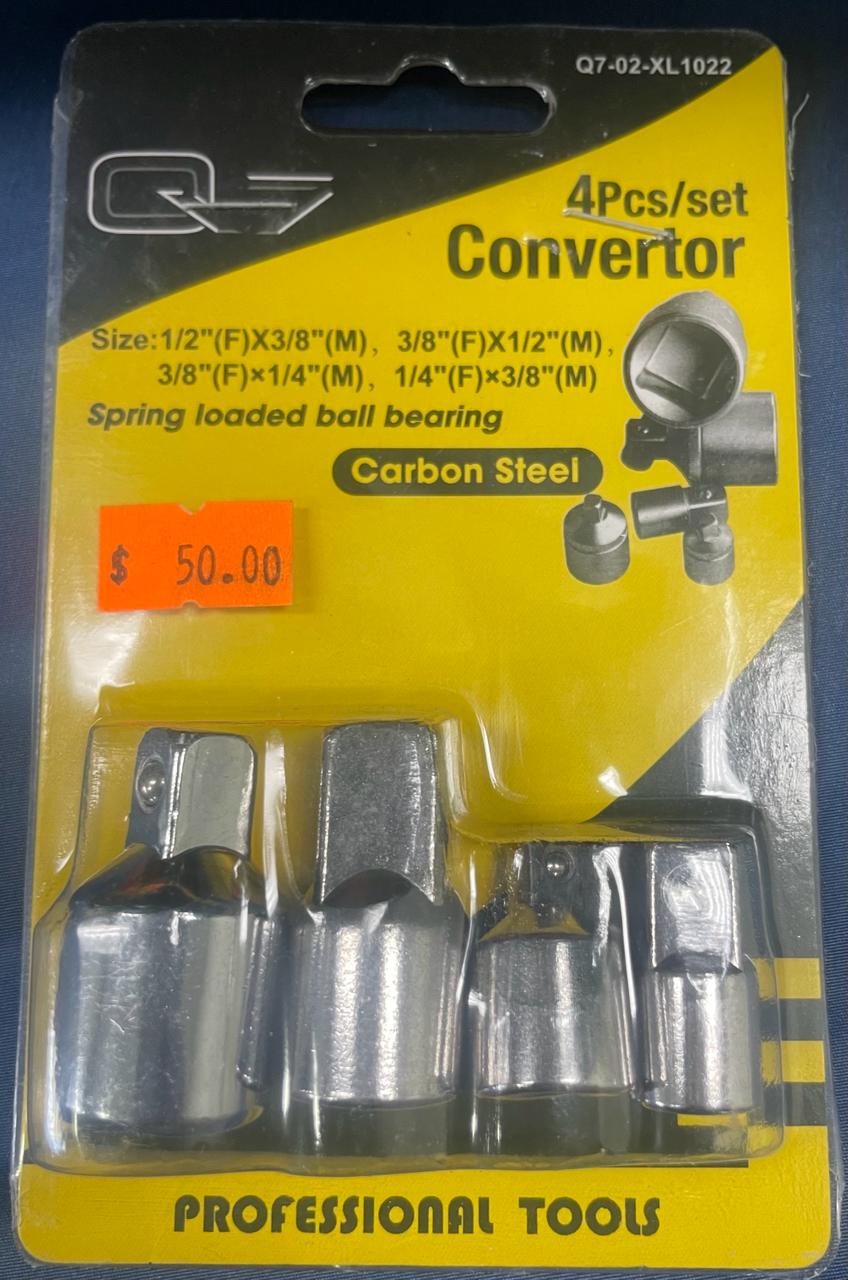 Q7-02-XL1022
Q7
4Pcs/set
Convertor
Size:1/2"(F)X3/8"(M)，3/8"(F)X1/2"(M)，
3/8"(F)×1/4"(M)，1/4"(F)×3/8"(M)
Spring loaded ball bearing
Carbon Steel
$ 50.00
PROFESSIONAL TOOLS